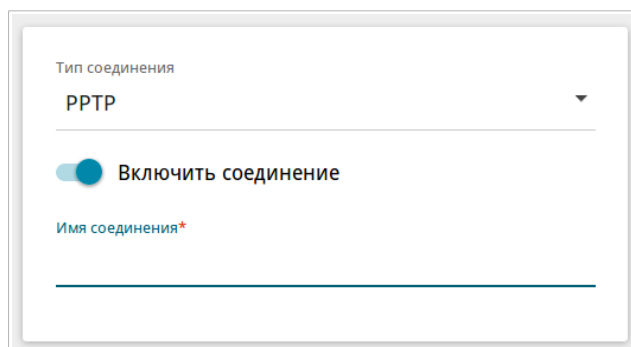 Тип соединения
PPTP
Включить соединение
Имя соединения*